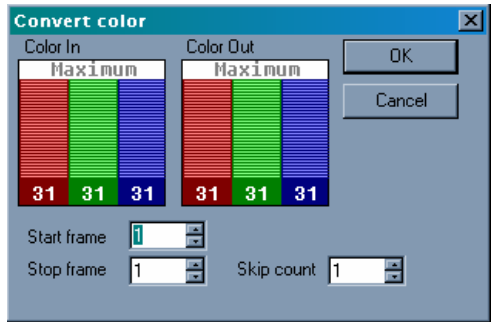 Convert color
Color In Color Out
OK
Maximum Maximum
Cancel
31 31 31 31 31 31
Start frame 1
Stop frame 1 Skip count 1